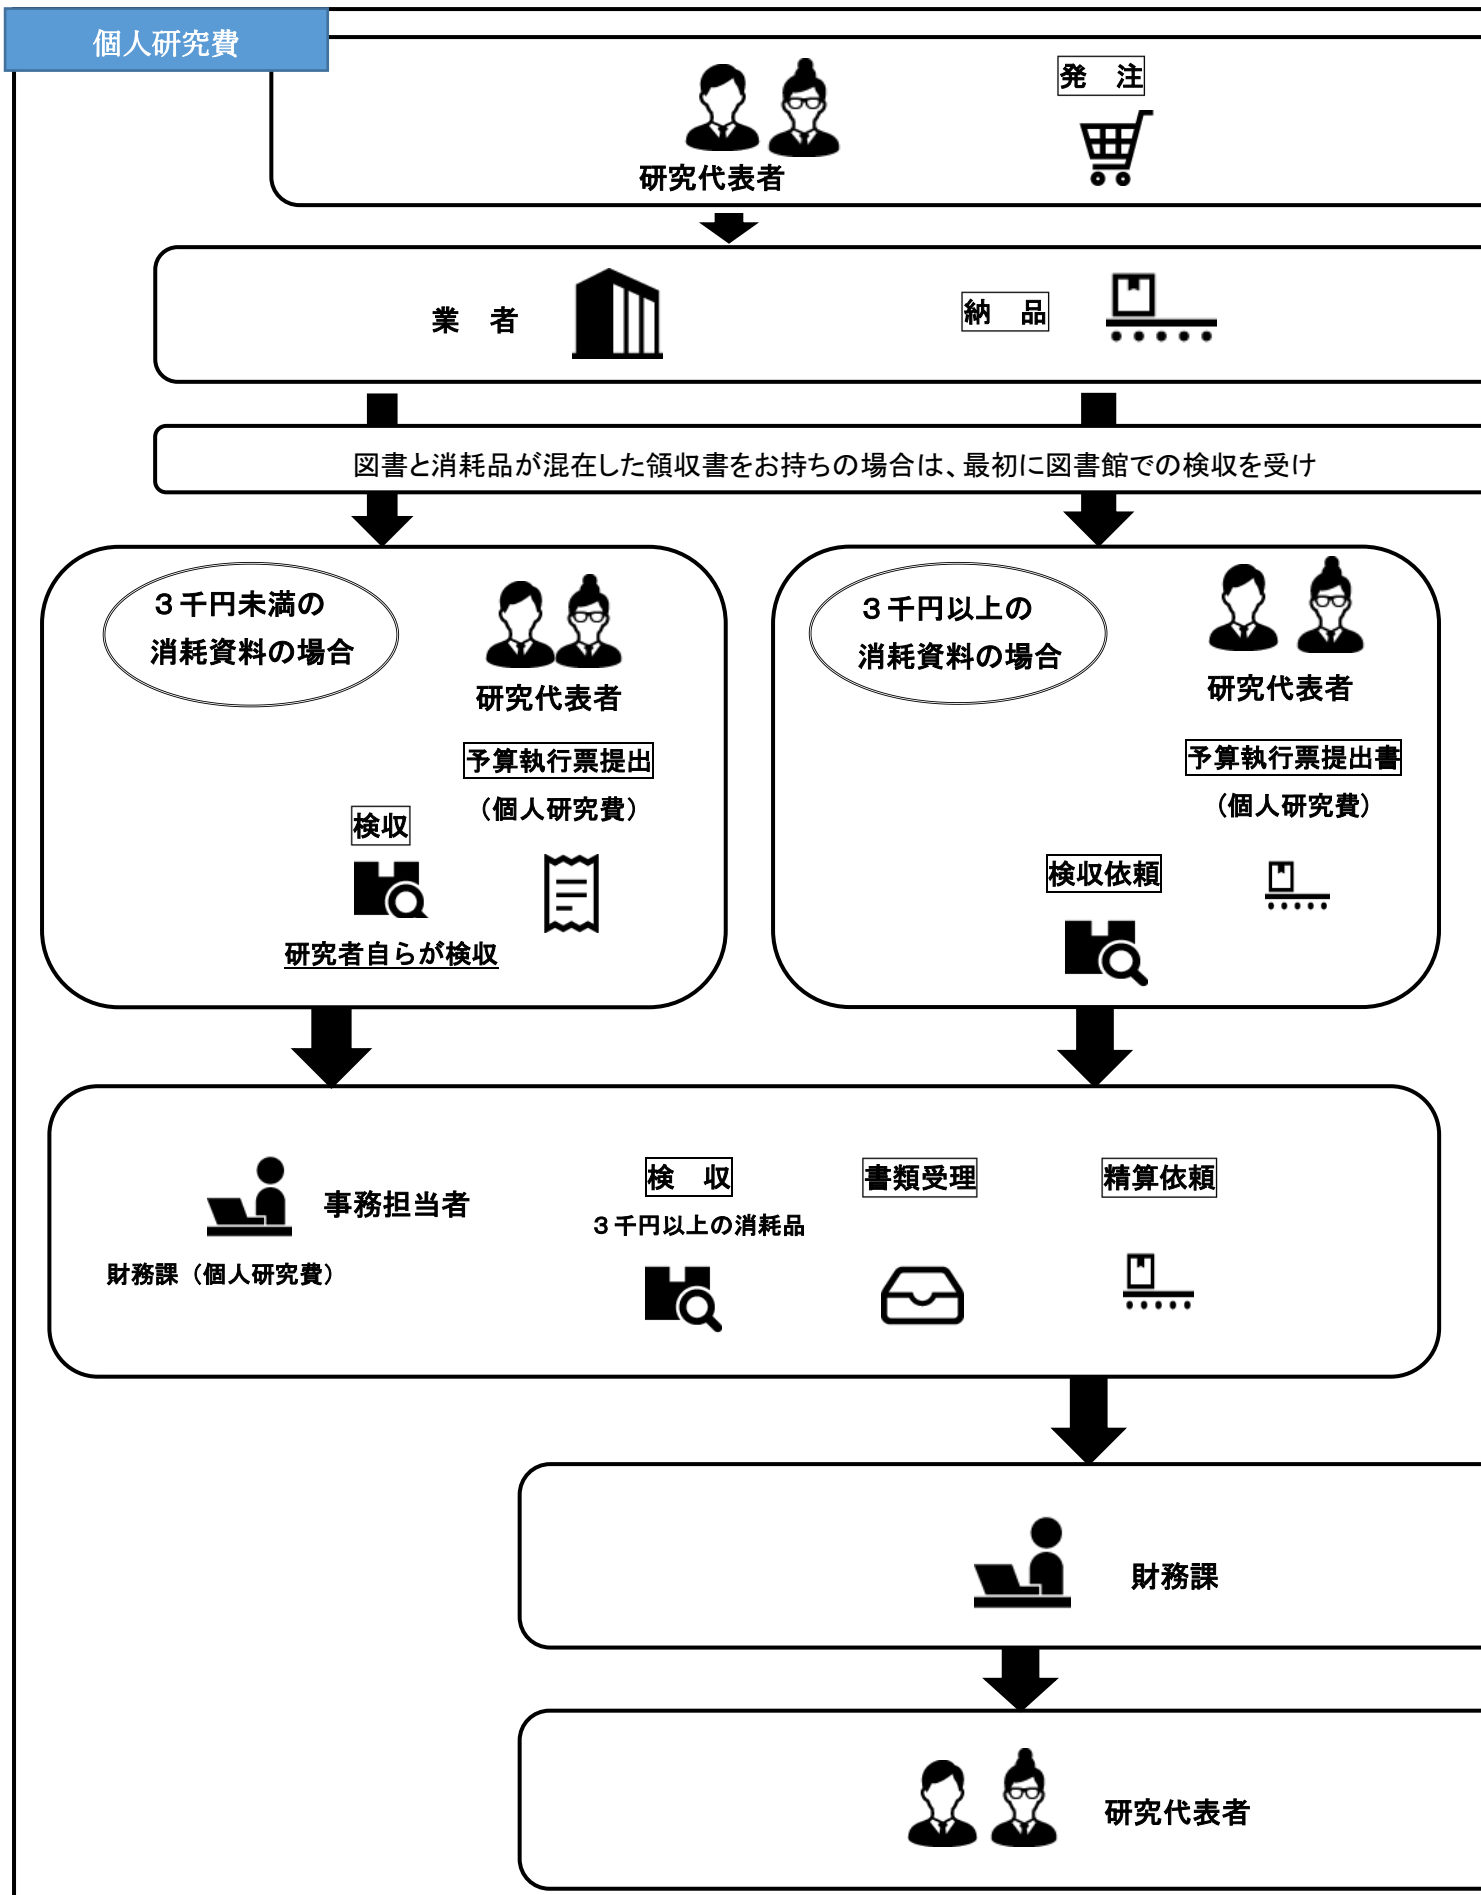 個人研究費
発　注
研究代表者
業　者
納　品
図書と消耗品が混在した領収書をお持ちの場合は、最初に図書館での検収を受け
３千円未満の
消耗資料の場合
研究代表者
予算執行票提出
（個人研究費）
検収
研究者自らが検収
３千円以上の
消耗資料の場合
研究代表者
予算執行票提出書
（個人研究費）
検収依頼
事務担当者
財務課（個人研究費）
検　収
３千円以上の消耗品
書類受理
精算依頼
財務課
研究代表者